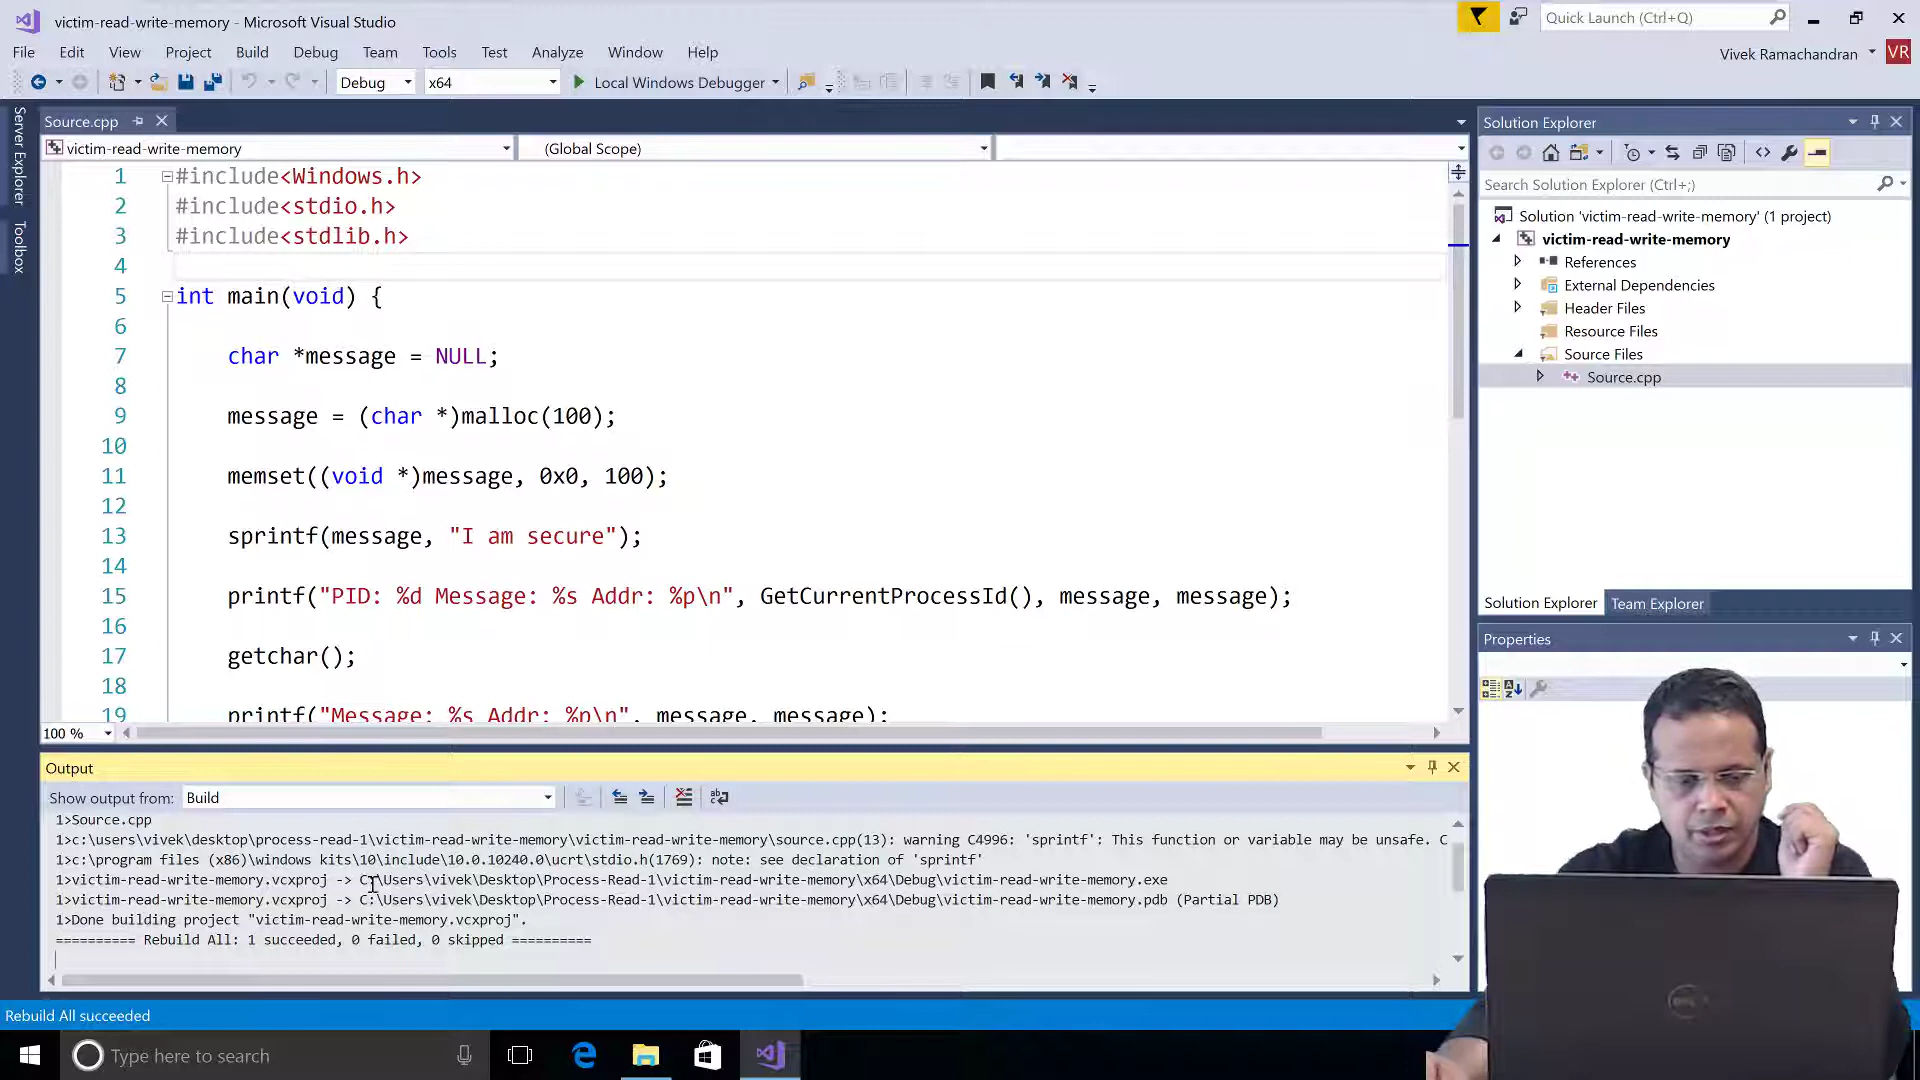 victim-read-write-memory - Microsoft Visual Studio
Quick Launch (Ctrl+Q)
File Edit View Project Build Debug Team Tools Test Analyze Window Help
Vivek Ramachandran VR
Debug x64 Local Windows Debugger
Server Explorer
Toolbox
Source.cpp
victim-read-write-memory (Global Scope)
1 #include<Windows.h>
2 #include<stdio.h>
3 #include<stdlib.h>
4
5 int main(void) {
6
7 char *message = NULL;
8
9 message = (char *)malloc(100);
10
11 memset((void *)message, 0x0, 100);
12
13 sprintf(message, "I am secure");
14
15 printf("PID: %d Message: %s Addr: %p\n", GetCurrentProcessId(), message, message);
16
17 getchar();
18
19 printf("Message: %s Addr: %p\n", message, message);
100 %
Output
Show output from: Build
1>Source.cpp
1>c:\users\vivek\desktop\process-read-1\victim-read-write-memory\victim-read-write-memory\source.cpp(13): warning C4996: 'sprintf': This function or variable may be unsafe. C
1>c:\program files (x86)\windows kits\10\include\10.0.10240.0\ucrt\stdio.h(1769): note: see declaration of 'sprintf'
1>victim-read-write-memory.vcxproj -> C:\Users\vivek\Desktop\Process-Read-1\victim-read-write-memory\x64\Debug\victim-read-write-memory.exe
1>victim-read-write-memory.vcxproj -> C:\Users\vivek\Desktop\Process-Read-1\victim-read-write-memory\x64\Debug\victim-read-write-memory.pdb (Partial PDB)
1>Done building project "victim-read-write-memory.vcxproj".
========== Rebuild All: 1 succeeded, 0 failed, 0 skipped ==========
Solution Explorer
Search Solution Explorer (Ctrl+;)
Solution 'victim-read-write-memory' (1 project)
victim-read-write-memory
References
External Dependencies
Header Files
Resource Files
Source Files
Source.cpp
Solution Explorer Team Explorer
Properties
DELL
Rebuild All succeeded
Type here to search